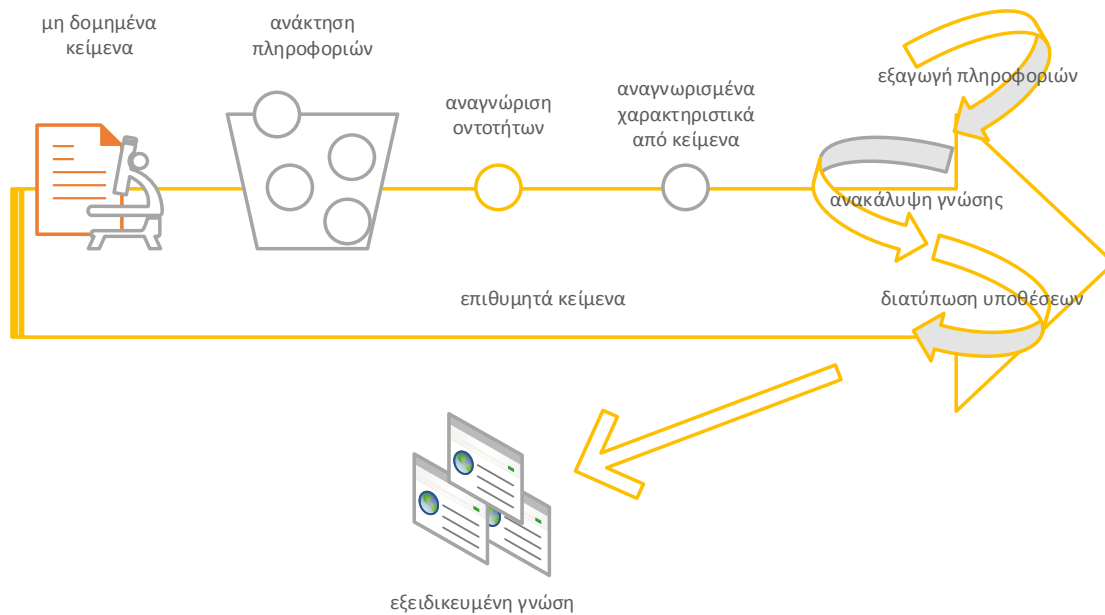 μη δομημένα
κείμενα
ανάκτηση
πληροφοριών
αναγνώριση
οντοτήτων
αναγνωρισμένα
χαρακτηριστικά
από κείμενα
εξαγωγή πληροφοριών
ανακάλυψη γνώσης
επιθυμητά κείμενα
διατύπωση υποθέσεων
εξειδικευμένη γνώση